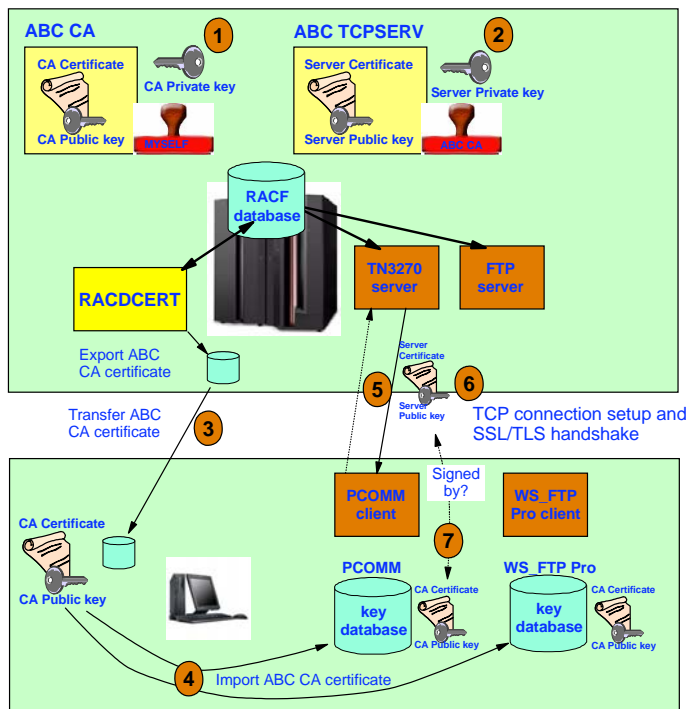 ABC CA
1
CA Certificate
CA Private key
CA Public key
MYSELF
ABC TCPSERV
2
Server Certificate
Server Private key
Server Public key
ABC CA
RACF
database
RACDCERT
TN3270
server
FTP
server
Export ABC
CA certificate
Server
Certificate
5
6
Server
Public key
TCP connection setup and
SSL/TLS handshake
Transfer ABC
CA certificate
3
Signed
by?
PCOMM
client
WS_FTP
Pro client
7
CA Certificate
CA Public key
PCOMM
key
database
CA Certificate
CA Public key
WS_FTP Pro
key
database
CA Certificate
CA Public key
4
Import ABC CA certificate